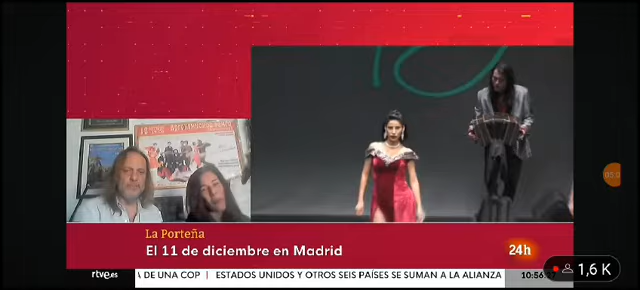 La Porteña
El 11 de diciembre en Madrid
24h
rtve.es
A DE UNA COP | ESTADOS UNIDOS Y OTROS SEIS PAÍSES SE SUMAN A LA ALIANZA
10:56
1,6 K